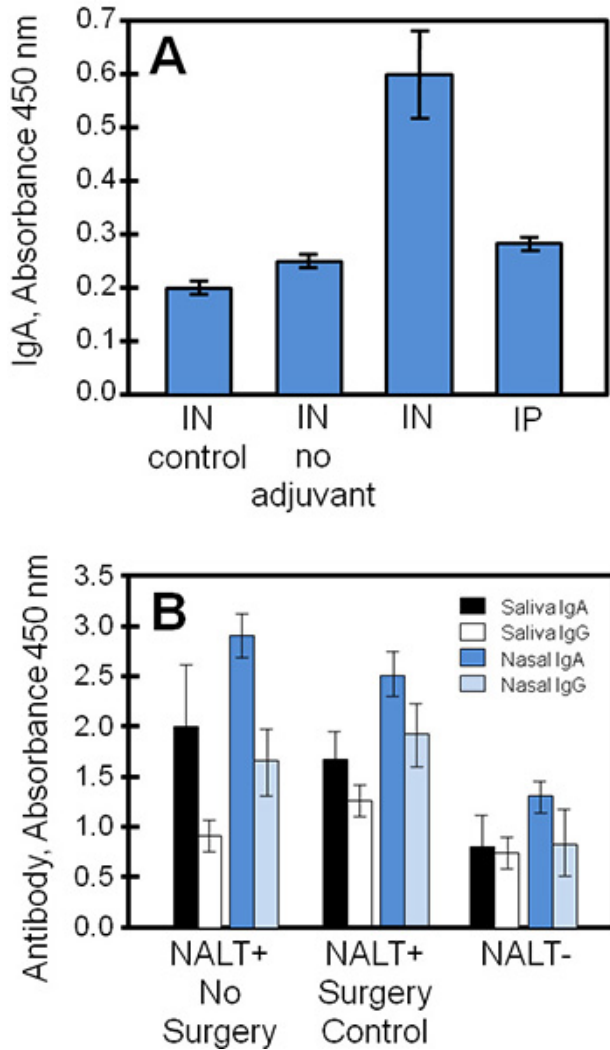 A
IgA, Absorbance 450 nm
0.7
0.6
0.5
0.4
0.3
0.2
0.1
0.0
IN
control
IN
no
adjuvant
IN
IP
B
Antibody, Absorbance 450 nm
3.5
3.0
2.5
2.0
1.5
1.0
0.5
0.0
Saliva IgA
Saliva IgG
Nasal IgA
Nasal IgG
NALT+
No
Surgery
NALT+
Surgery
Control
NALT-